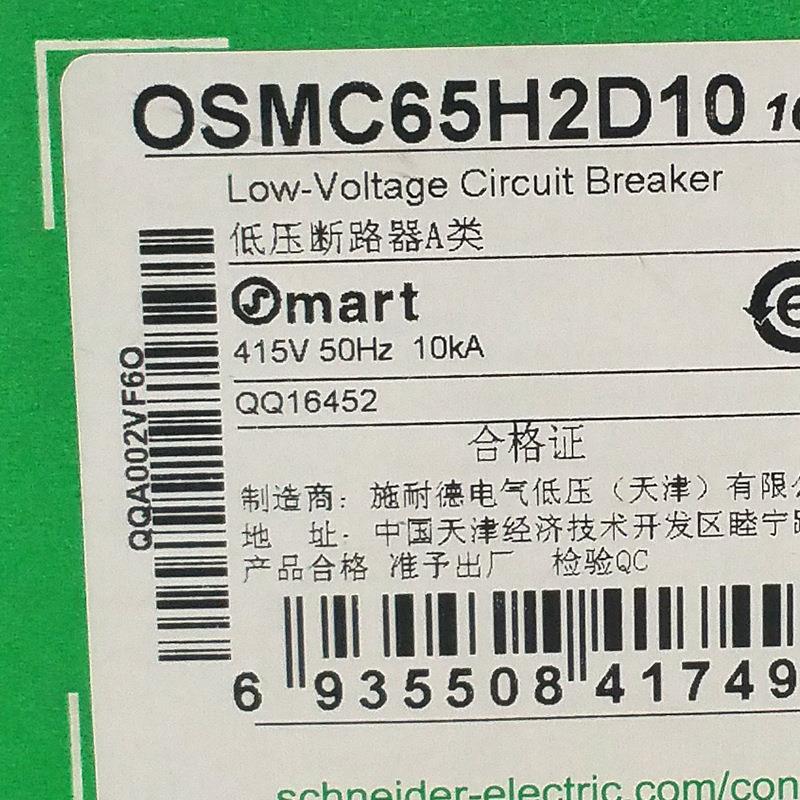 OSMC65H2D10
Low-Voltage Circuit Breaker
低压断路器A类
Smart
415V 50Hz 10kA
QQ16452
合格证
制造商：施耐德电气低压（天津）有限
地 址：中国天津经济技术开发区睦宁
产品合格 准予出厂 检验QC
6 935508 41749
schneider-electric.com/con
QQA002VF6O